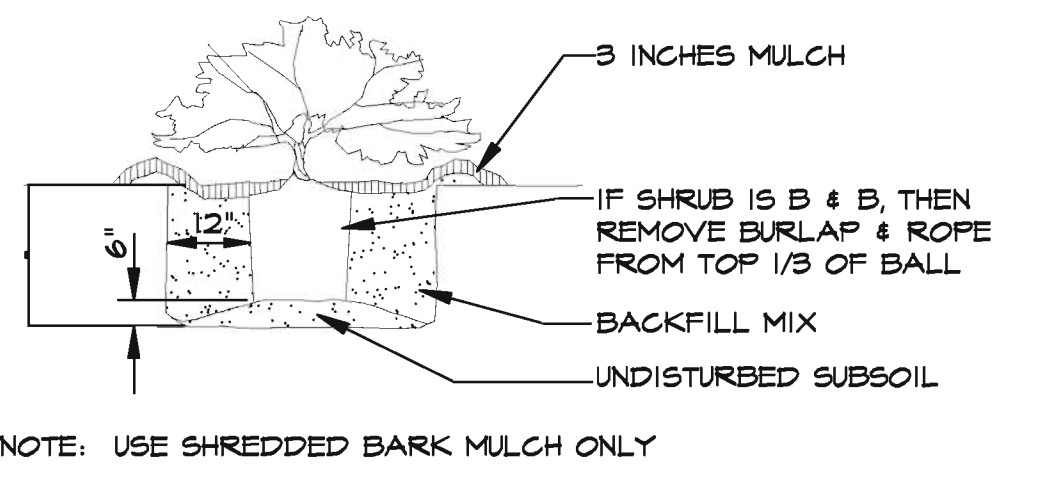 3 INCHES MULCH
IF SHRUB IS B & B, THEN
REMOVE BURLAP & ROPE
FROM TOP 1/3 OF BALL
12"
6"
BACKFILL MIX
UNDISTURBED SUBSOIL
NOTE: USE SHREDDED BARK MULCH ONLY